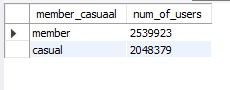 member_casuaal num_of_users
member 2539923
casual 2048379